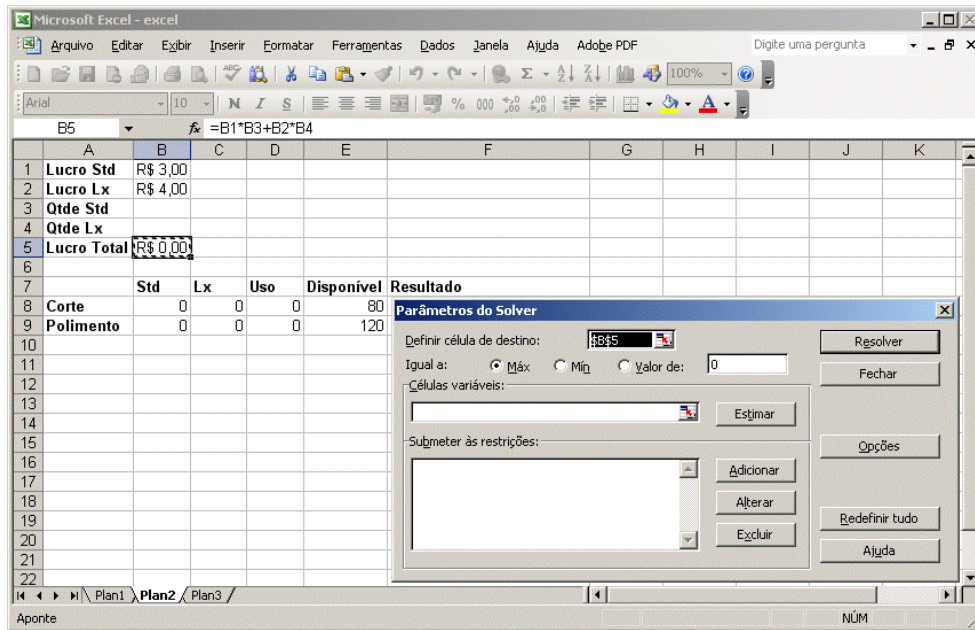 Microsoft Excel - excel
Arquivo Editar Exibir Inserir Formatar Ferramentas Dados Janela Ajuda Adobe PDF Digite uma pergunta
100%
Arial 10 N I S % 000
B5 fx =B1*B3+B2*B4
A B C D E F G H I J K
1 Lucro Std R$ 3,00
2 Lucro Lx R$ 4,00
3 Qtde Std
4 Qtde Lx
5 Lucro Total R$ 0,00
6
7 Std Lx Uso Disponível Resultado
8 Corte 0 0 0 80
9 Polimento 0 0 0 120
10
11
12
13
14
15
16
17
18
19
20
21
22
Parâmetros do Solver
Definir célula de destino: $B$5 Resolver
Igual a: Máx Mín Valor de: 0 Fechar
Células variáveis:
Estimar
Submeter às restrições: Opções
Adicionar
Alterar
Redefinir tudo
Excluir
Ajuda
Plan1 Plan2 Plan3
Aponte NÚM